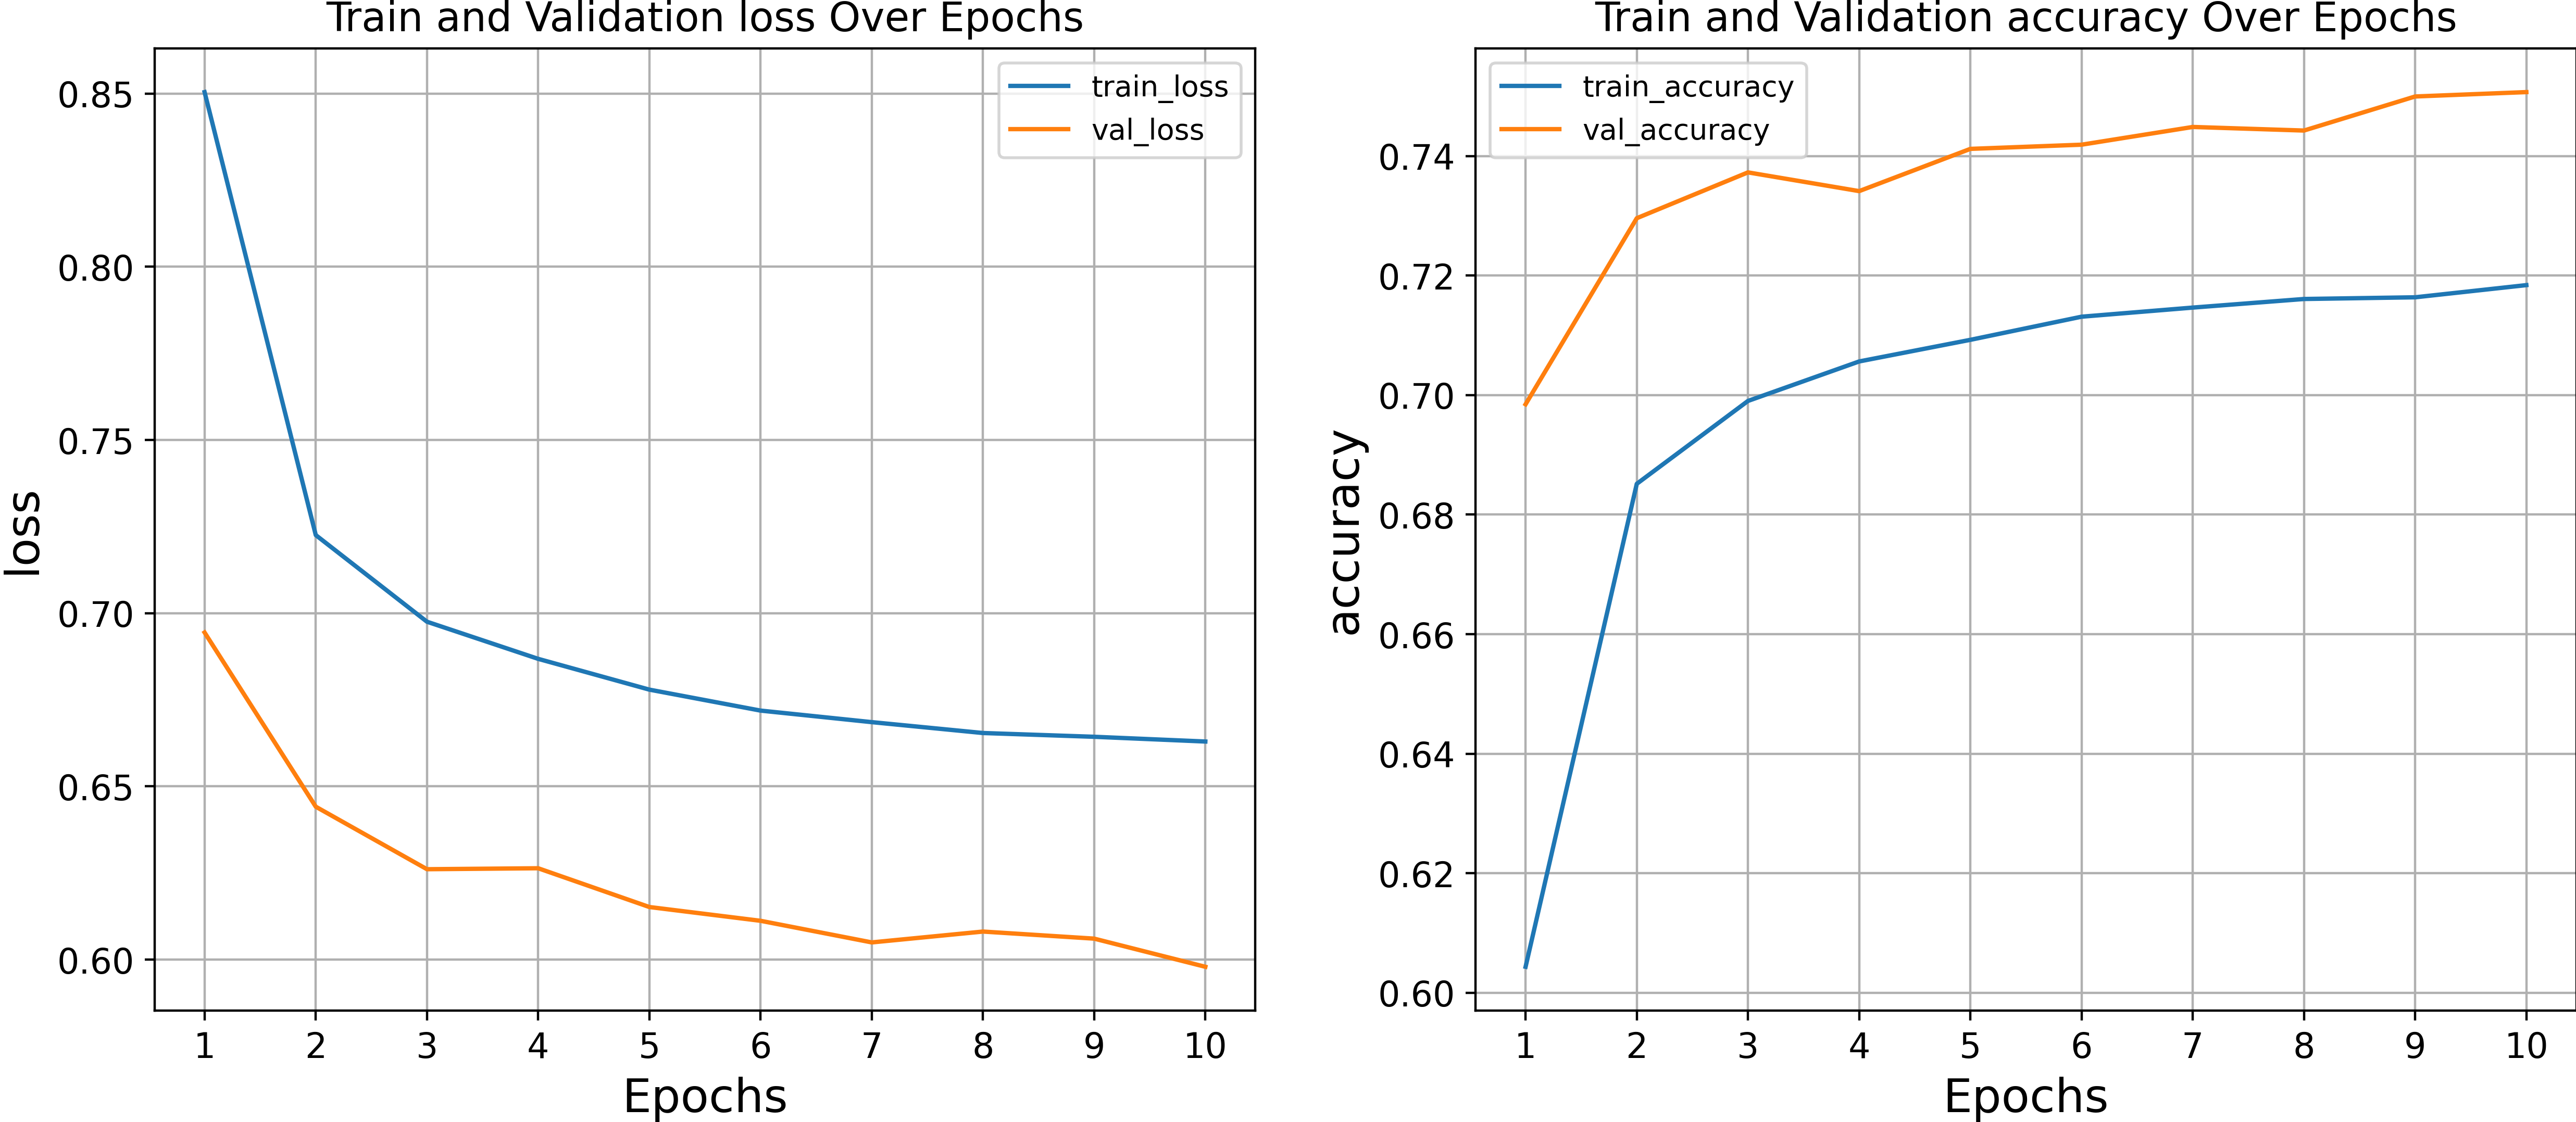 Train and Validation loss Over Epochs
train_loss
val_loss
0.85
0.80
0.75
0.70
0.65
0.60
loss
1 2 3 4 5 6 7 8 9 10
Epochs
Train and Validation accuracy Over Epochs
train_accuracy
val_accuracy
0.74
0.72
0.70
0.68
0.66
0.64
0.62
0.60
accuracy
1 2 3 4 5 6 7 8 9 10
Epochs